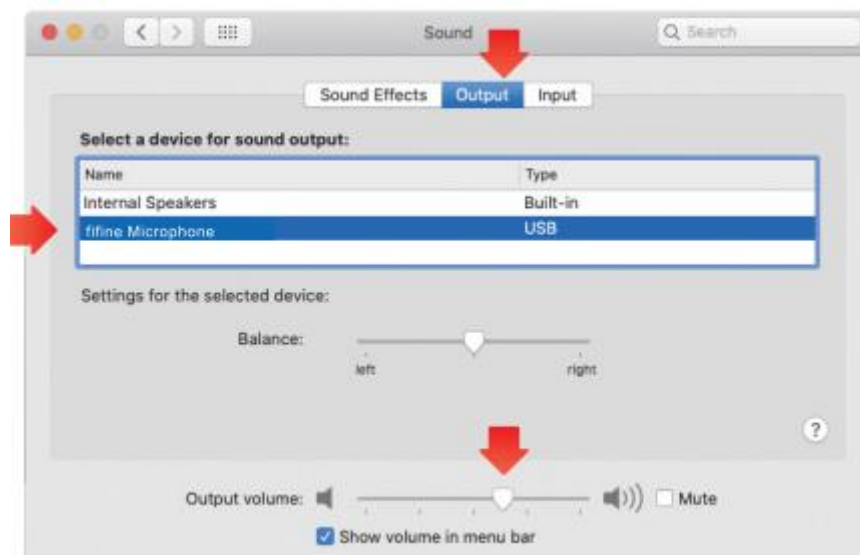 Sound
Search
Sound Effects Output Input
Select a device for sound output:
Name Type
Internal Speakers Built-in
fifine Microphone USB
Settings for the selected device:
Balance:
left right
?
Output volume: Mute
Show volume in menu bar